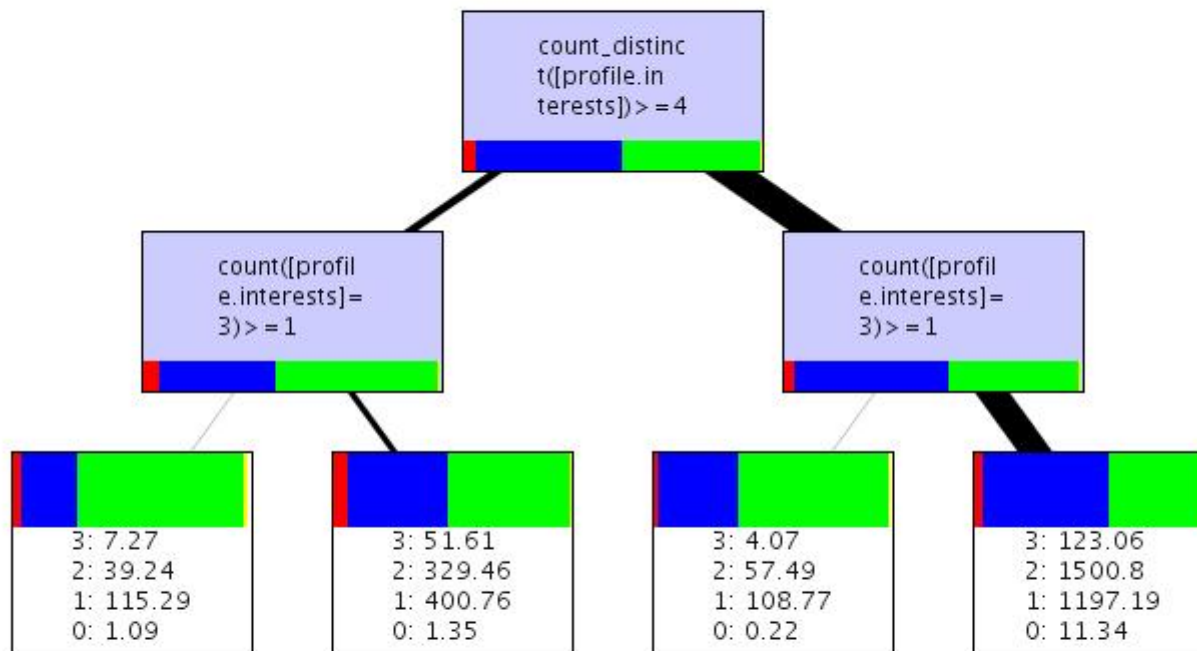 count_distinc
t([profile.in
terests])>=4
count([profil
e.interests]=
3)>=1
count([profil
e.interests]=
3)>=1
3: 7.27
2: 39.24
1: 115.29
0: 1.09
3: 51.61
2: 329.46
1: 400.76
0: 1.35
3: 4.07
2: 57.49
1: 108.77
0: 0.22
3: 123.06
2: 1500.8
1: 1197.19
0: 11.34